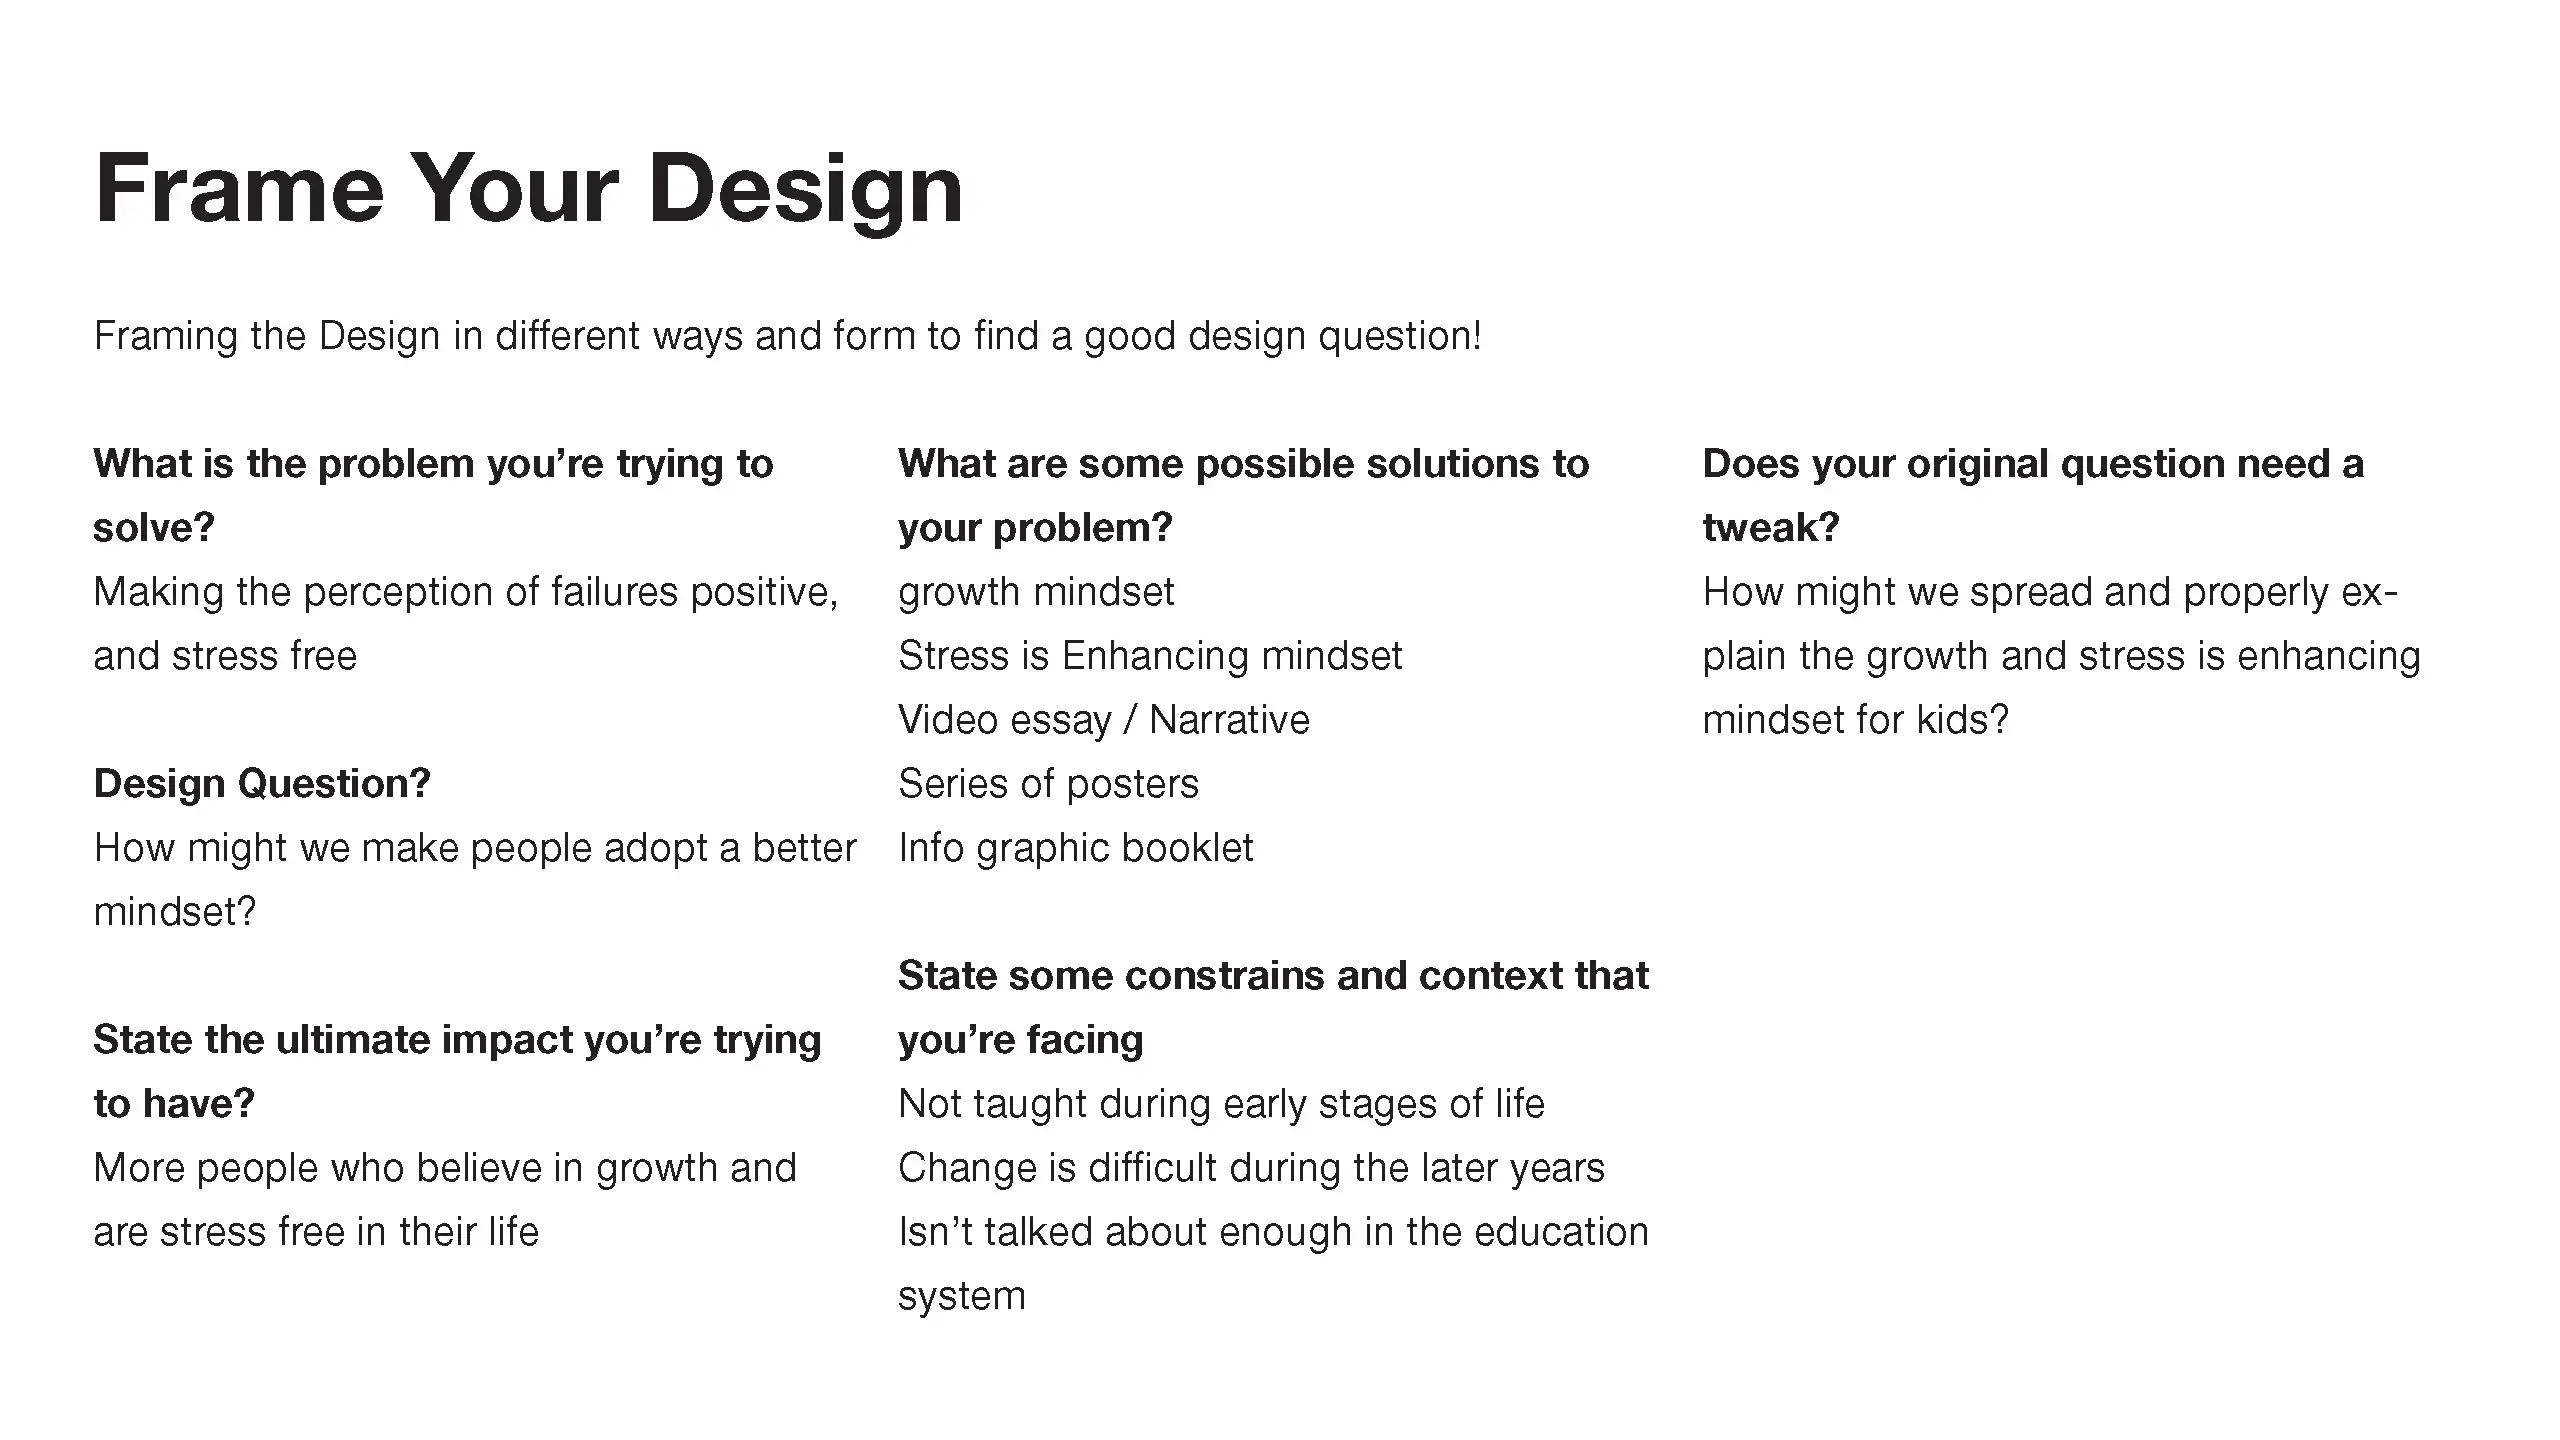 Frame Your Design
Framing the Design in different ways and form to find a good design question!
What is the problem you’re trying to
solve?
Making the perception of failures positive,
and stress free
Design Question?
How might we make people adopt a better
mindset?
State the ultimate impact you’re trying
to have?
More people who believe in growth and
are stress free in their life
What are some possible solutions to
your problem?
growth mindset
Stress is Enhancing mindset
Video essay / Narrative
Series of posters
Info graphic booklet
State some constrains and context that
you’re facing
Not taught during early stages of life
Change is difficult during the later years
Isn’t talked about enough in the education
system
Does your original question need a
tweak?
How might we spread and properly ex-
plain the growth and stress is enhancing
mindset for kids?